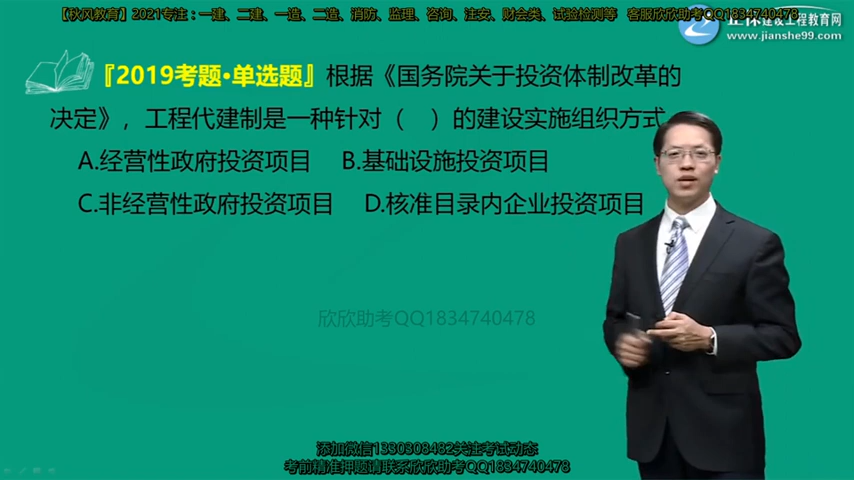 【秋风教育】2021专注：一建、二建、一造、二造、消防、监理、咨询、注安、财会类、试验检测等 客服欣欣助考QQ1834740478
建设工程教育网
www.jianshe99.com
『2019考题·单选题』根据《国务院关于投资体制改革的
决定》，工程代建制是一种针对（ ）的建设实施组织方式
A.经营性政府投资项目 B.基础设施投资项目
C.非经营性政府投资项目 D.核准目录内企业投资项目
欣欣助考QQ1834740478
添加微信1330308482关注考试动态
考前精准押题请联系欣欣助考QQ1834740478